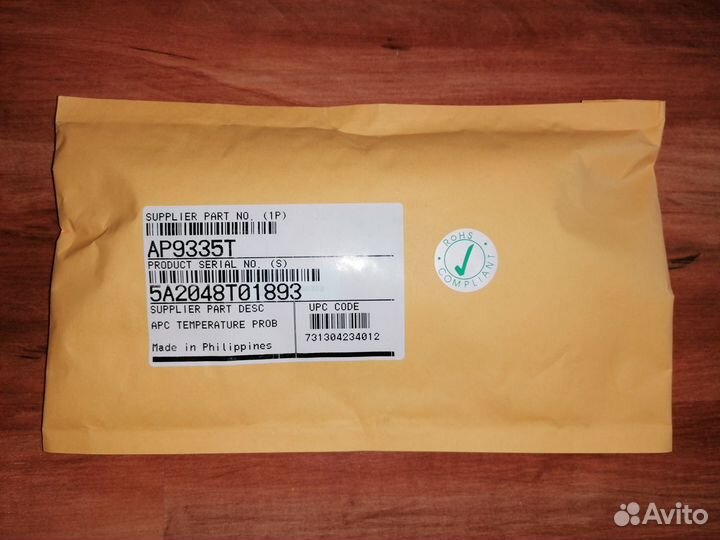 SUPPLIER PART NO. (1P)
AP9335T
PRODUCT SERIAL NO. (S)
5A2048T01893
SUPPLIER PART DESC
APC TEMPERATURE PROB
Made in Philippines
UPC CODE
731304234012
ROHS
COMPLIANT
Avito